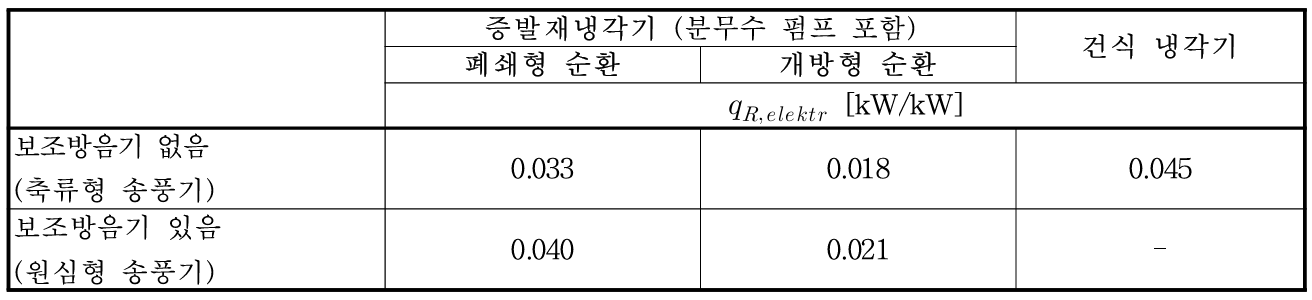 증발재냉각기 (분무수 펌프 포함)
건식 냉각기
폐쇄형 순환 개방형 순환
q_{R,elektr} [kW/kW]
보조방음기 없음
(축류형 송풍기)
0.033 0.018 0.045
보조방음기 있음
(원심형 송풍기)
0.040 0.021 -